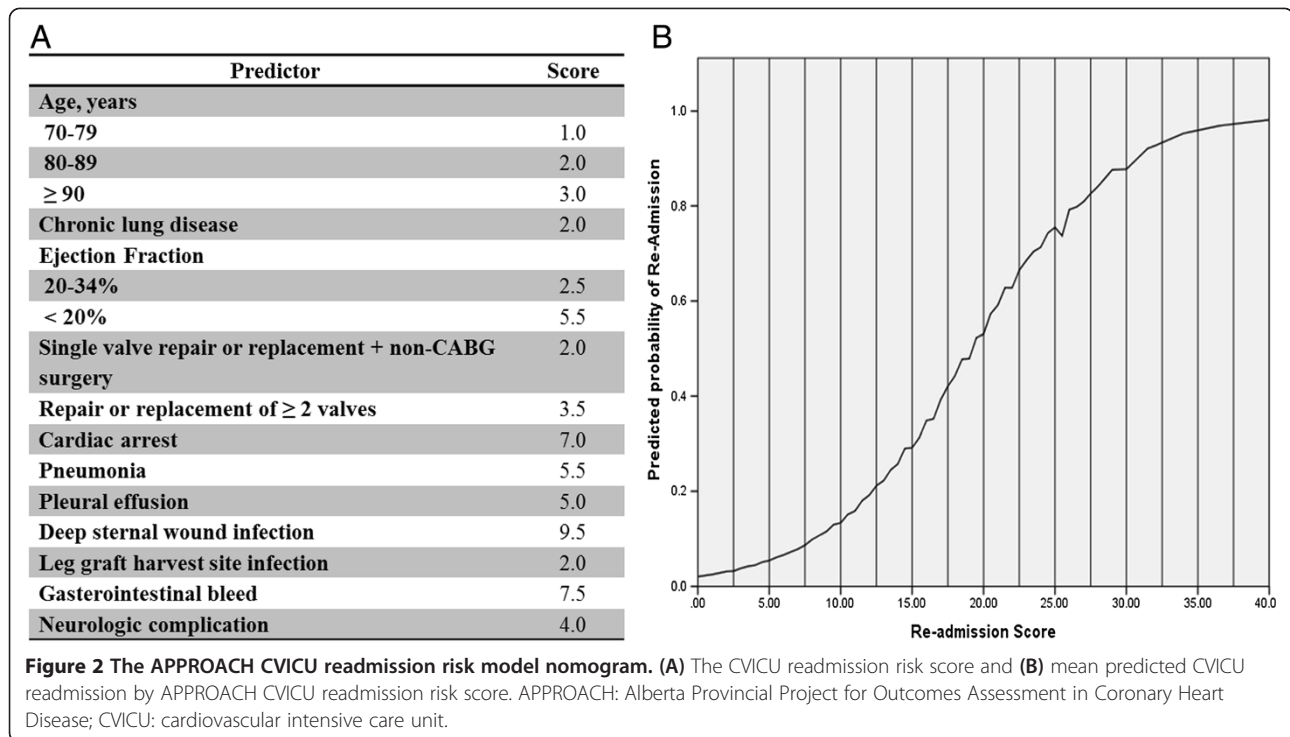 A
Predictor Score
Age, years
70-79 1.0
80-89 2.0
≥ 90 3.0
Chronic lung disease 2.0
Ejection Fraction
20-34% 2.5
< 20% 5.5
Single valve repair or replacement + non-CABG 2.0
surgery
Repair or replacement of ≥ 2 valves 3.5
Cardiac arrest 7.0
Pneumonia 5.5
Pleural effusion 5.0
Deep sternal wound infection 9.5
Leg graft harvest site infection 2.0
Gasterointestinal bleed 7.5
Neurologic complication 4.0
B
Predicted probability of Re-Admission
1.0
0.8
0.6
0.4
0.2
0.0
.00 5.00 10.00 15.00 20.00 25.00 30.00 35.00 40.0
Re-admission Score
Figure 2 The APPROACH CVICU readmission risk model nomogram. (A) The CVICU readmission risk score and (B) mean predicted CVICU
readmission by APPROACH CVICU readmission risk score. APPROACH: Alberta Provincial Project for Outcomes Assessment in Coronary Heart
Disease; CVICU: cardiovascular intensive care unit.